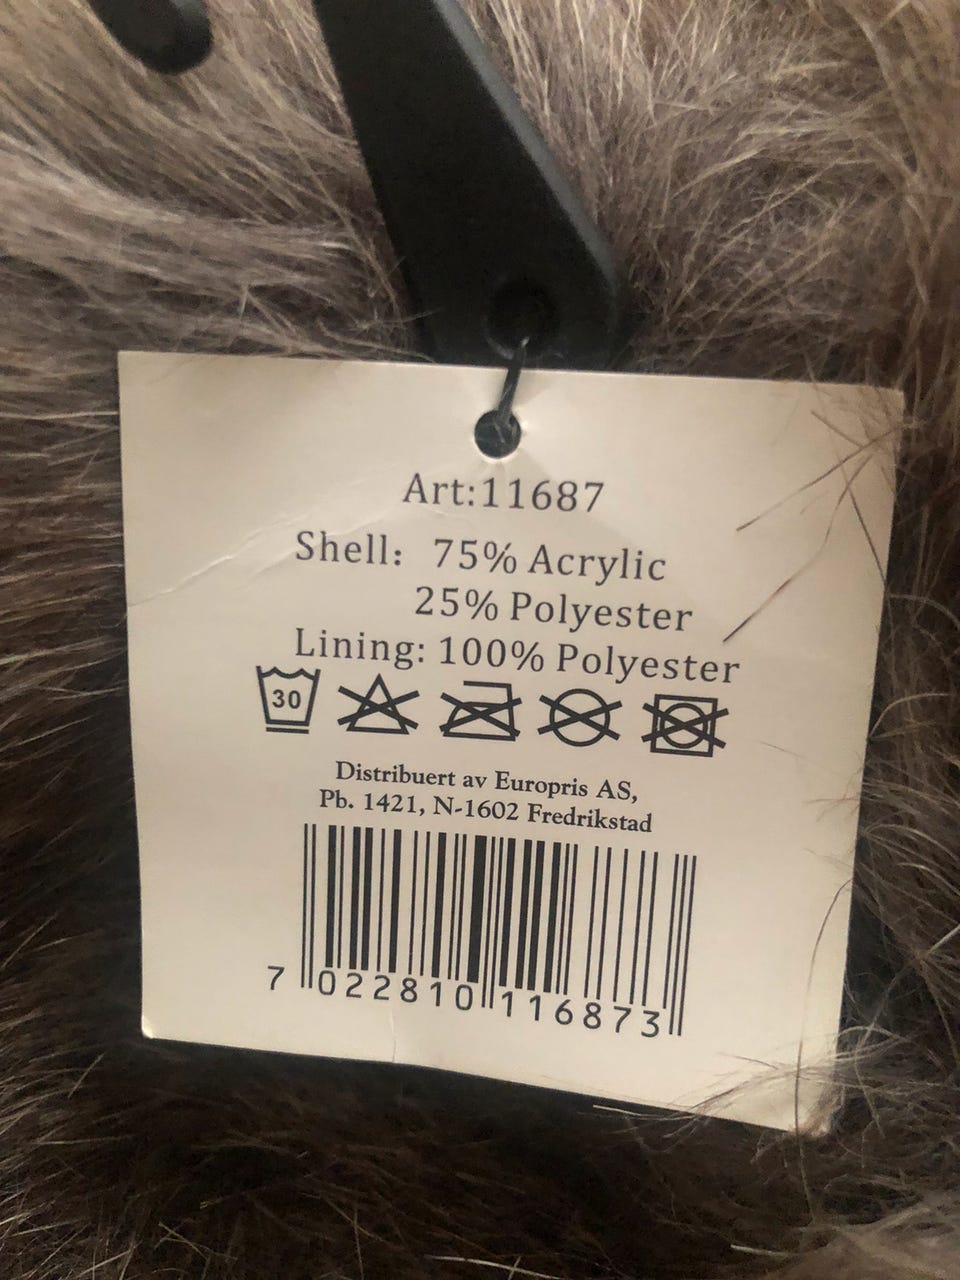 Art:11687
Shell: 75% Acrylic
25% Polyester
Lining: 100% Polyester
30
Distribuert av Europris AS,
Pb. 1421, N-1602 Fredrikstad
7 022810 116873